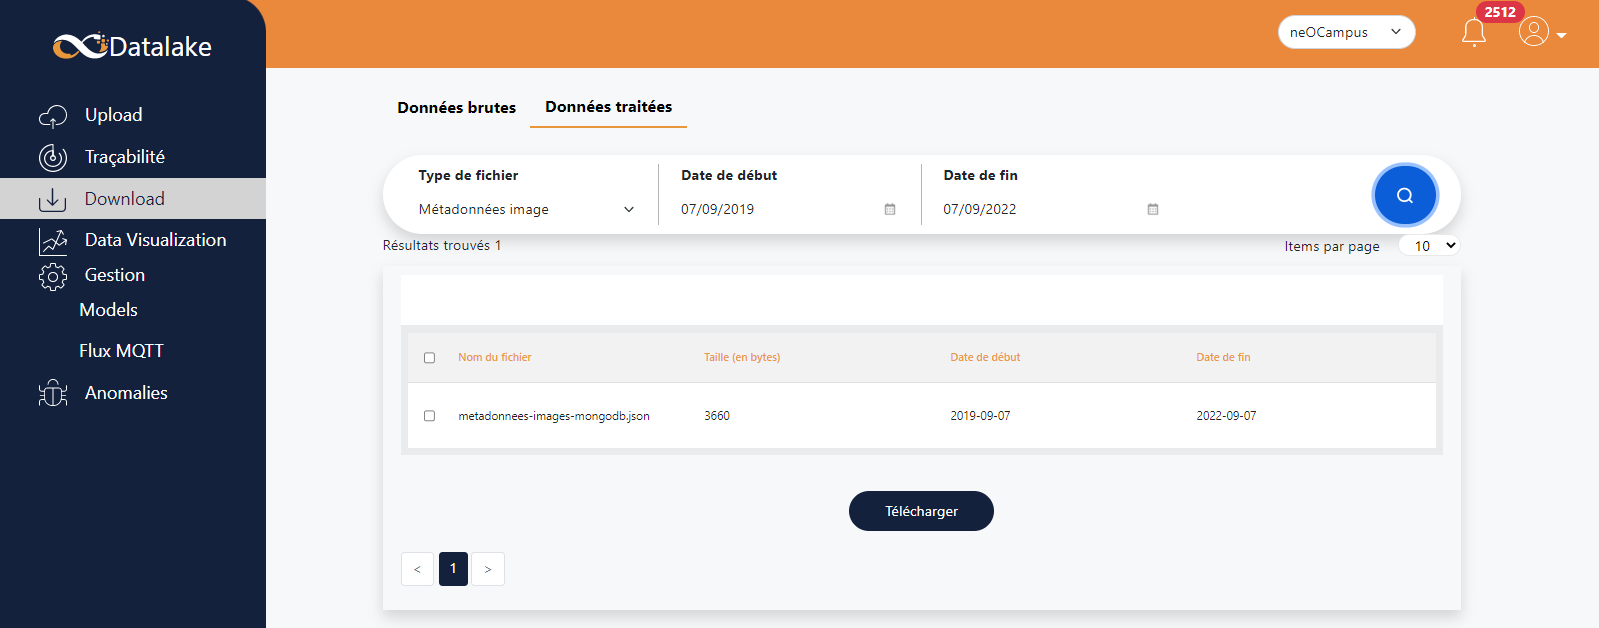 Datalake
neOCampus
2512
Upload
Traçabilité
Download
Data Visualization
Gestion
Models
Flux MQTT
Anomalies
Données brutes
Données traitées
Type de fichier
Date de début
Date de fin
Métadonnées image
07/09/2019
07/09/2022
Résultats trouvés 1
Items par page
10
Nom du fichier
Taille (en bytes)
Date de début
Date de fin
metadonnees-images-mongodb.json
3660
2019-09-07
2022-09-07
Télécharger
<
1
>